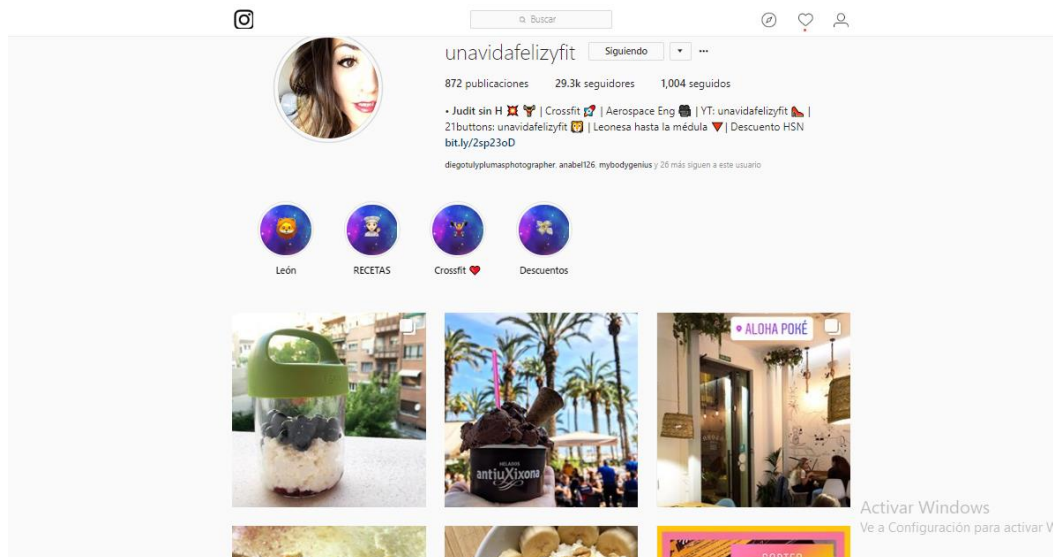 Buscar
unavidafelizyfit Siguiendo
872 publicaciones 29.3k seguidores 1,004 seguidos
• Judit sin H 💥 🏋 | Crossfit 🚀 | Aerospace Eng 🦍 | YT: unavidafelizyfit 👠 |
21buttons: unavidafelizyfit 🦁 | Leonesa hasta la médula 🔻 | Descuento HSN
bit.ly/2sp23oD
diegotulyplumasphotographer, anabel126, mybodygenius y 26 más siguen a este usuario
León RECETAS Crossfit ❤ Descuentos
ALOHA POKÉ
HELADOS
antiuXixona
Activar Windows
Ve a Configuración para activar W